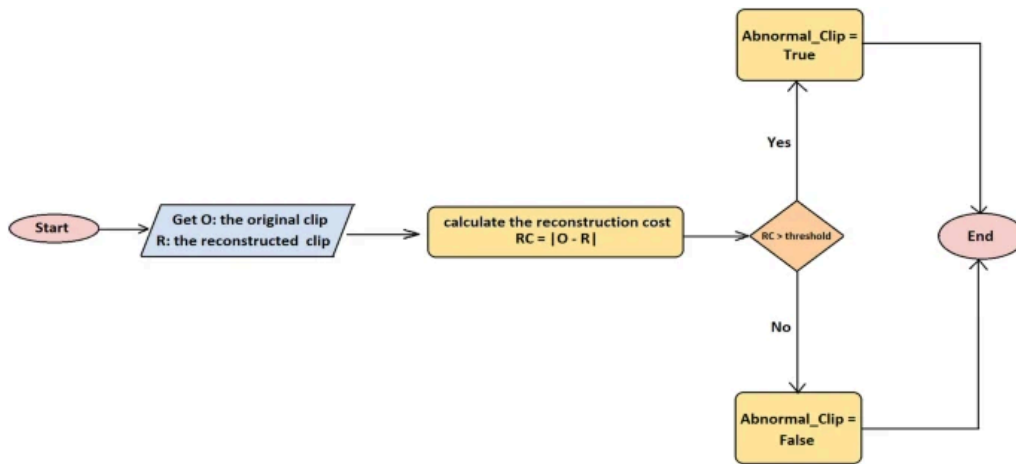 Start
Get O: the original clip
R: the reconstructed clip
calculate the reconstruction cost
RC = |O - R|
RC > threshold
Yes
Abnormal_Clip =
True
No
Abnormal_Clip =
False
End